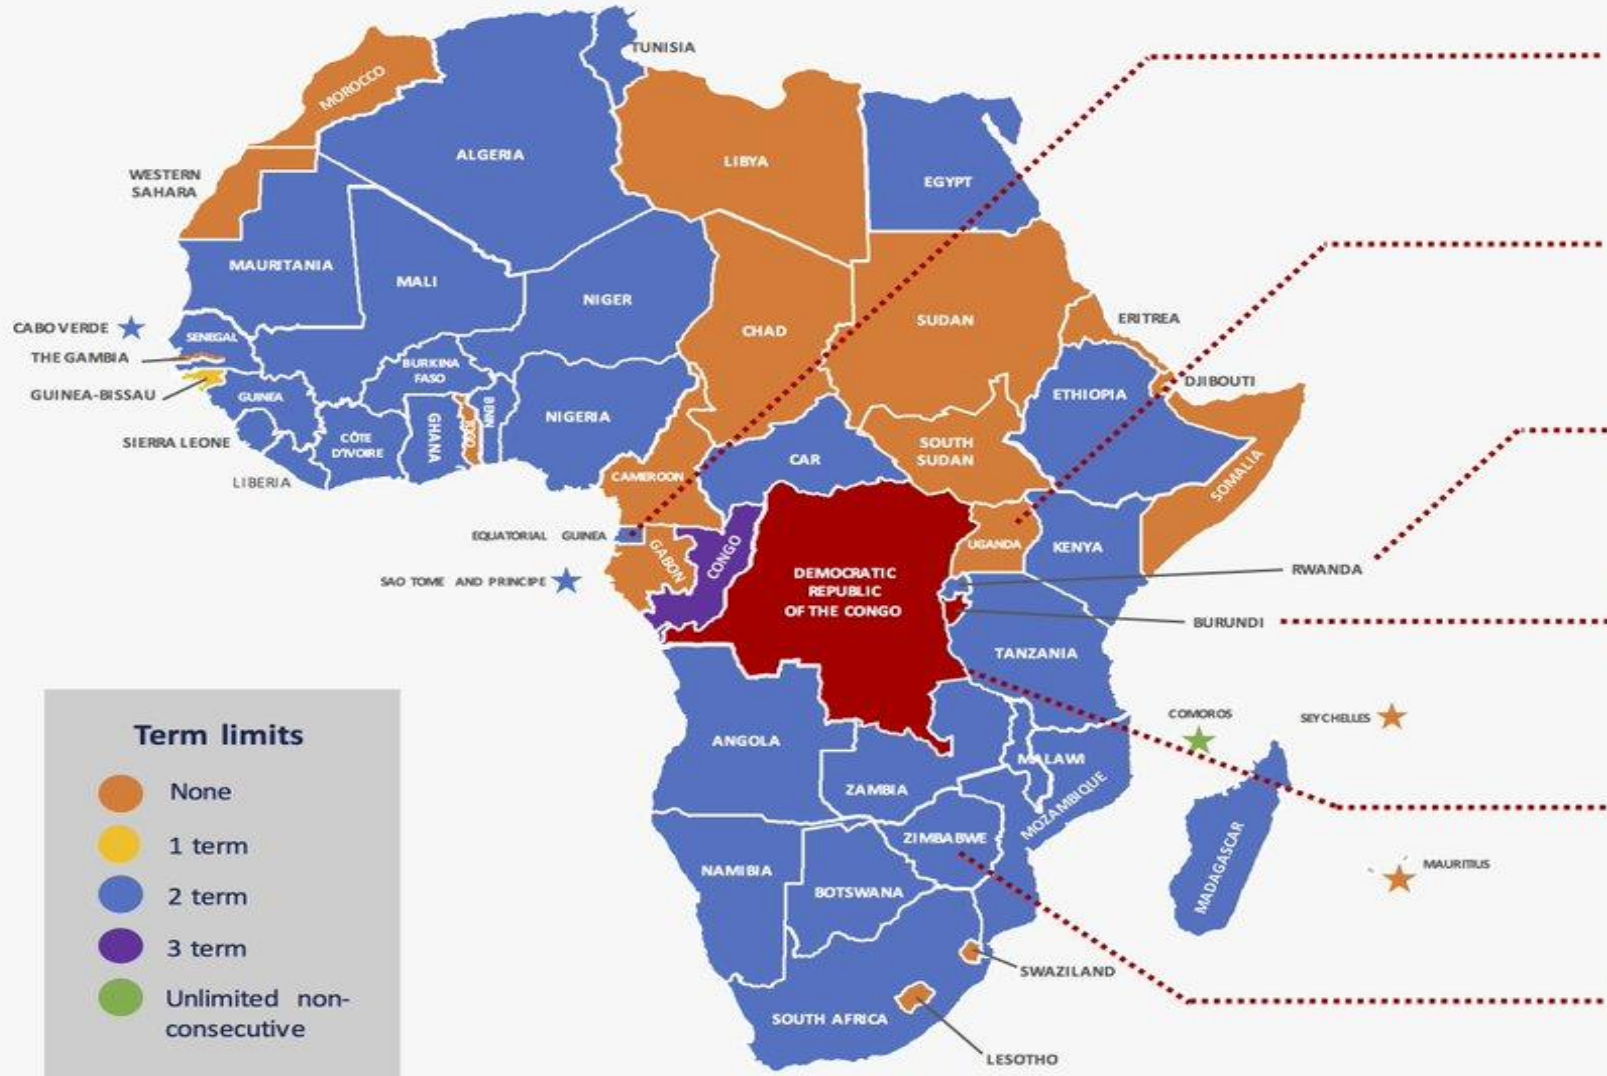 TUNISIA
MOROCCO
ALGERIA
LIBYA
EGYPT
WESTERN
SAHARA
MAURITANIA
MALI
NIGER
CHAD
SUDAN
ERITREA
CABO VERDE
SENEGAL
THE GAMBIA
GUINEA-BISSAU
BURKINA
FASO
GUINEA
NIGERIA
BENIN
TOGO
GHANA
CÔTE
D'IVOIRE
SIERRA LEONE
LIBERIA
DJIBOUTI
ETHIOPIA
SOMALIA
SOUTH
SUDAN
CAR
CAMEROON
EQUATORIAL GUINEA
GABON
CONGO
SAO TOME AND PRINCIPE
UGANDA
KENYA
DEMOCRATIC
REPUBLIC
OF THE CONGO
RWANDA
BURUNDI
TANZANIA
COMOROS
SEYCHELLES
ANGOLA
MALAWI
ZAMBIA
MOZAMBIQUE
ZIMBABWE
MADAGASCAR
MAURITIUS
NAMIBIA
BOTSWANA
SWAZILAND
SOUTH AFRICA
LESOTHO
Term limits
None
1 term
2 term
3 term
Unlimited non-
consecutive